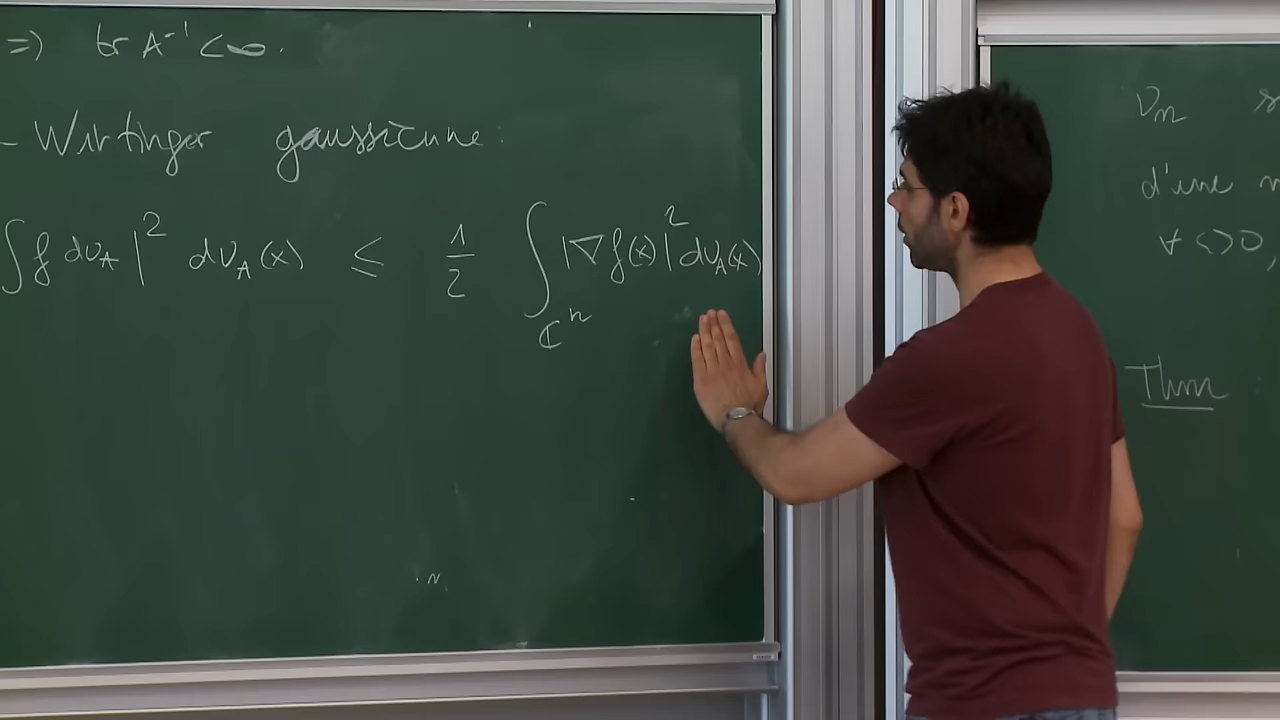 => tr A⁻¹ < ∞.
- Wirtinger gaussienne :
∫ f dν_A |² dν_A(x) ≤ 1/2 ∫_{ℂⁿ} |∇f(x)|² dν_A(x)
ν_n
d'une
∀ ε>0,
Thm :